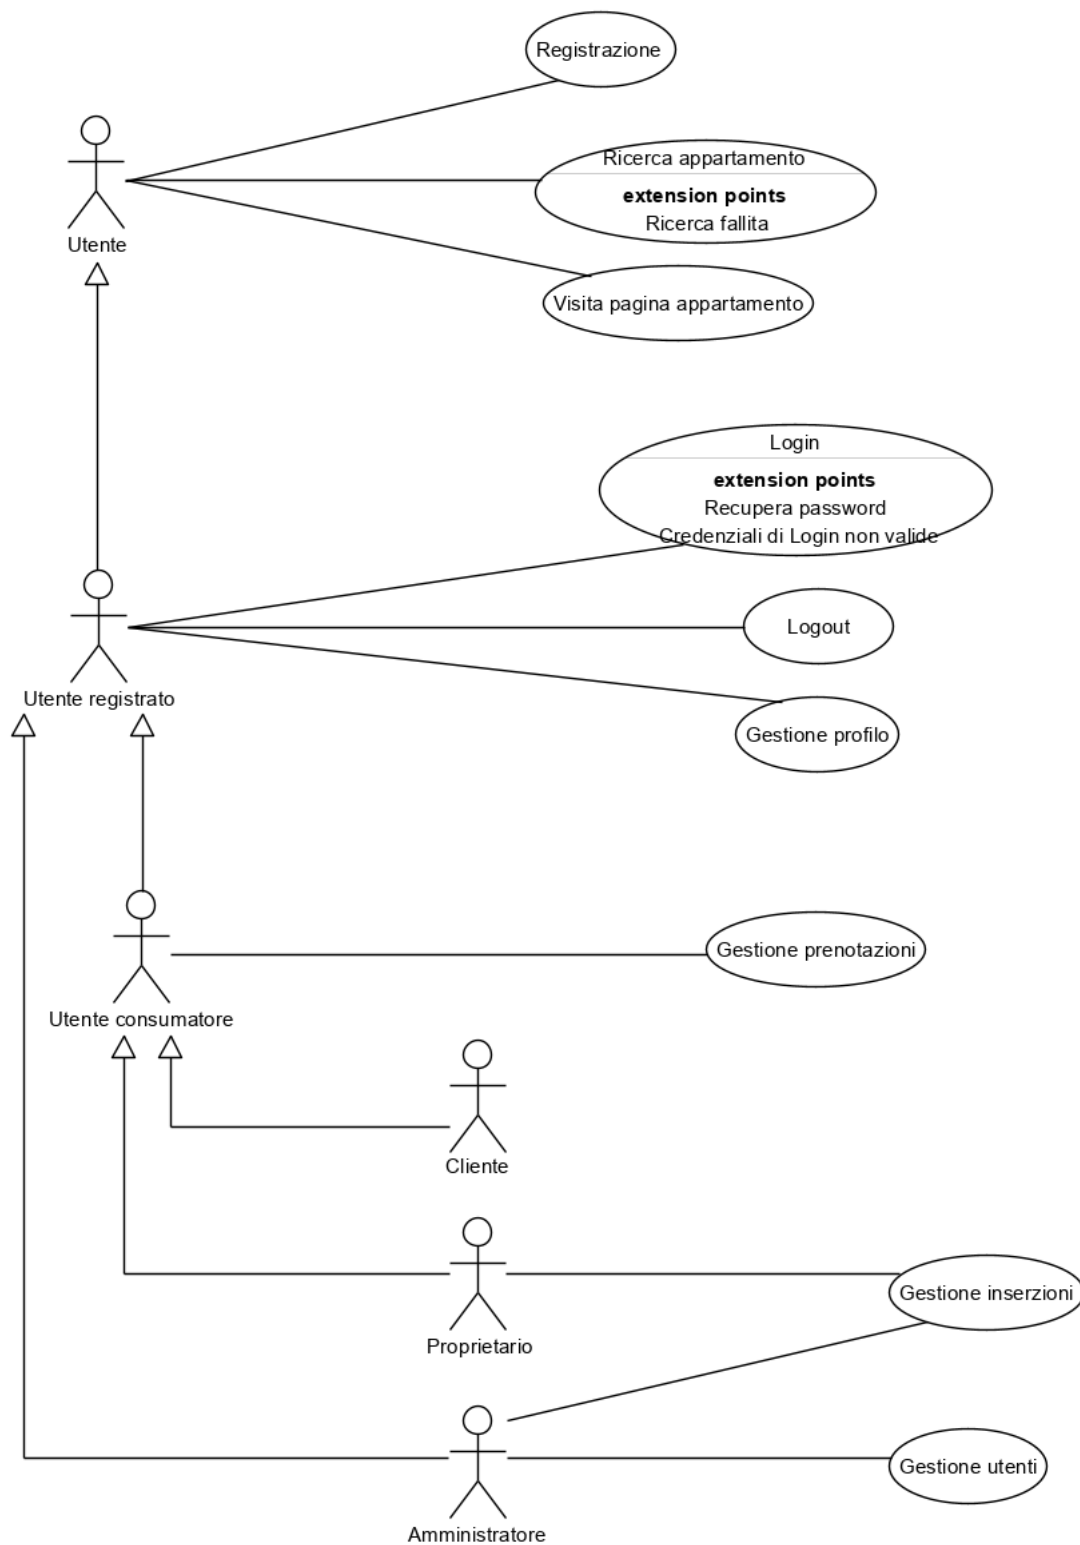 Registrazione
Ricerca appartamento
extension points
Ricerca fallita
Utente
Visita pagina appartamento
Login
extension points
Recupera password
Credenziali di Login non valide
Logout
Utente registrato
Gestione profilo
Gestione prenotazioni
Utente consumatore
Cliente
Gestione inserzioni
Proprietario
Gestione utenti
Amministratore